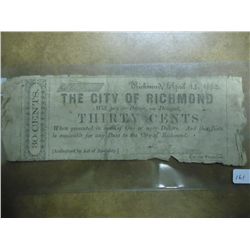 Richmond, April 15, 1862.
THE CITY OF RICHMOND
Will pay to Bearer, on Demand,
THIRTY CENTS,
When presented in sums of One or more Dollars. And this Note
is receivable for any Dues to the City of Richmond.
[Authorized by Act of Assembly.]
30 CENTS.
161